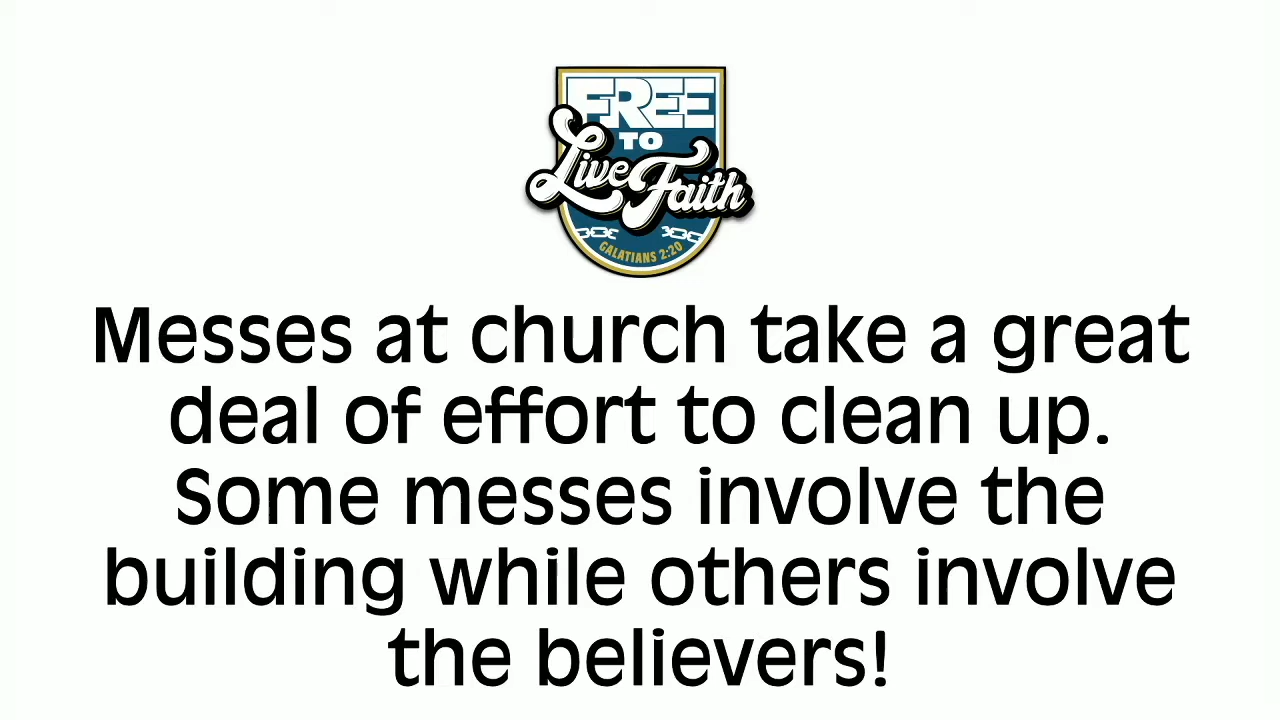 FREE
TO
Live Faith
GALATIANS 2:20
Messes at church take a great
deal of effort to clean up.
Some messes involve the
building while others involve
the believers!